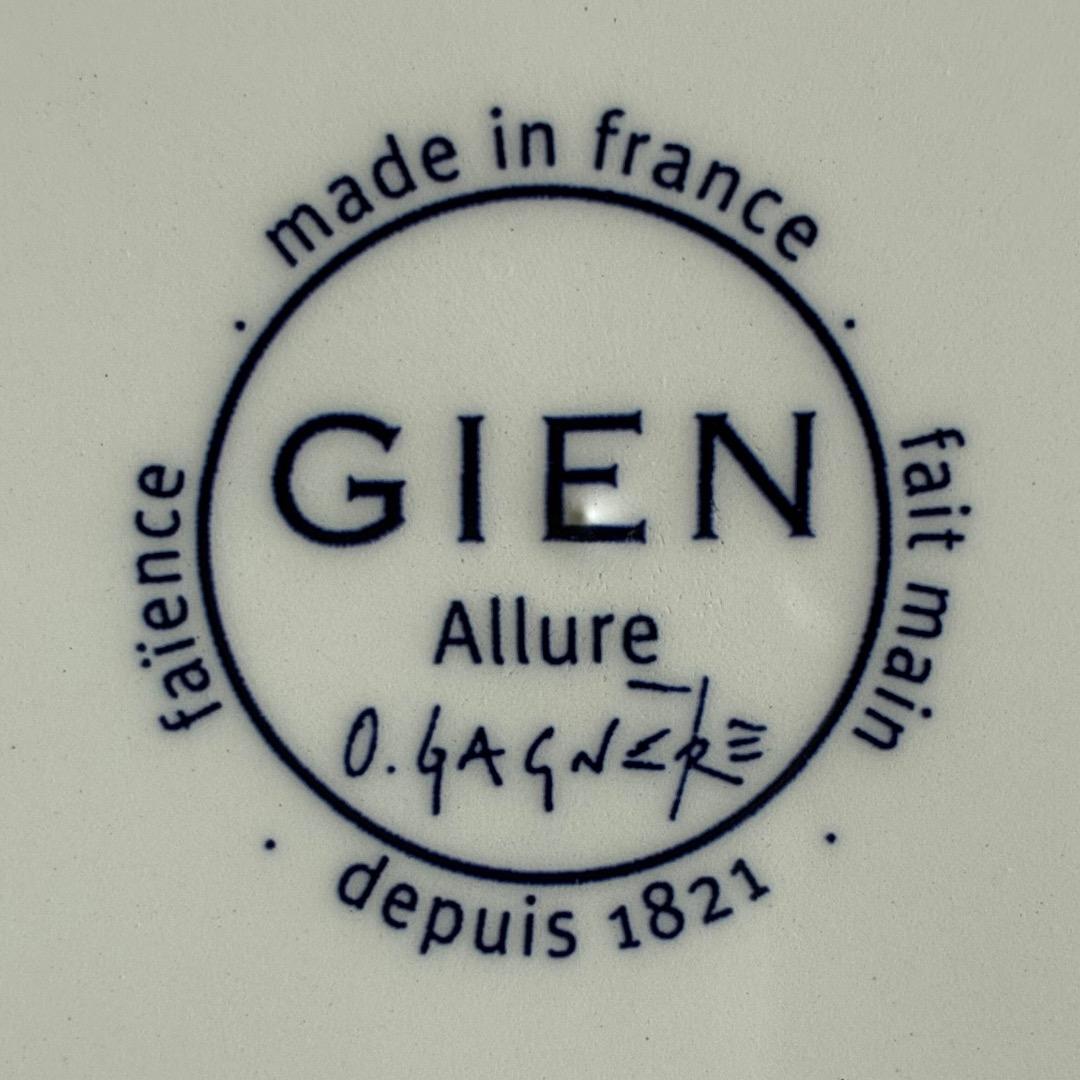 made in france
GIEN
Allure
O. GAGNERE
faïence
fait main
depuis 1821